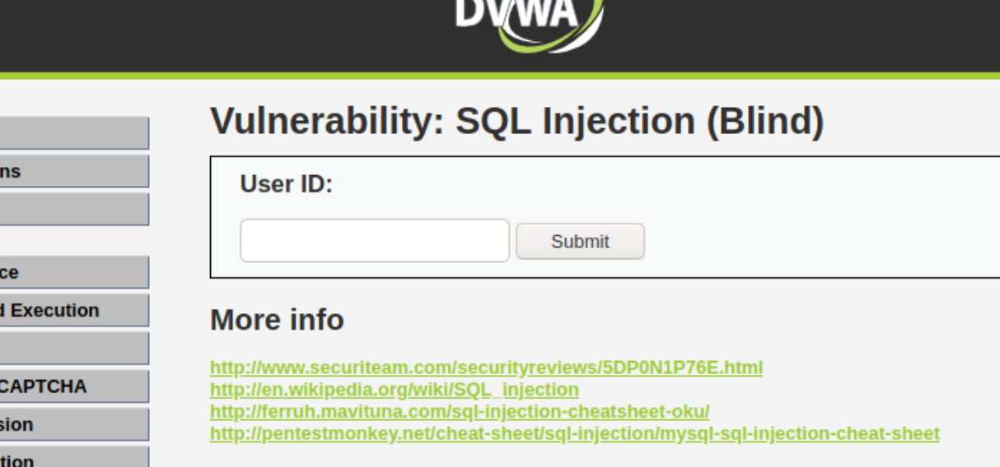 DVWA
Vulnerability: SQL Injection (Blind)
ns
User ID:
Submit
ce
d Execution
CAPTCHA
sion
tion
More info
http://www.securiteam.com/securityreviews/5DP0N1P76E.html
http://en.wikipedia.org/wiki/SQL_injection
http://ferruh.mavituna.com/sql-injection-cheatsheet-oku/
http://pentestmonkey.net/cheat-sheet/sql-injection/mysql-sql-injection-cheat-sheet